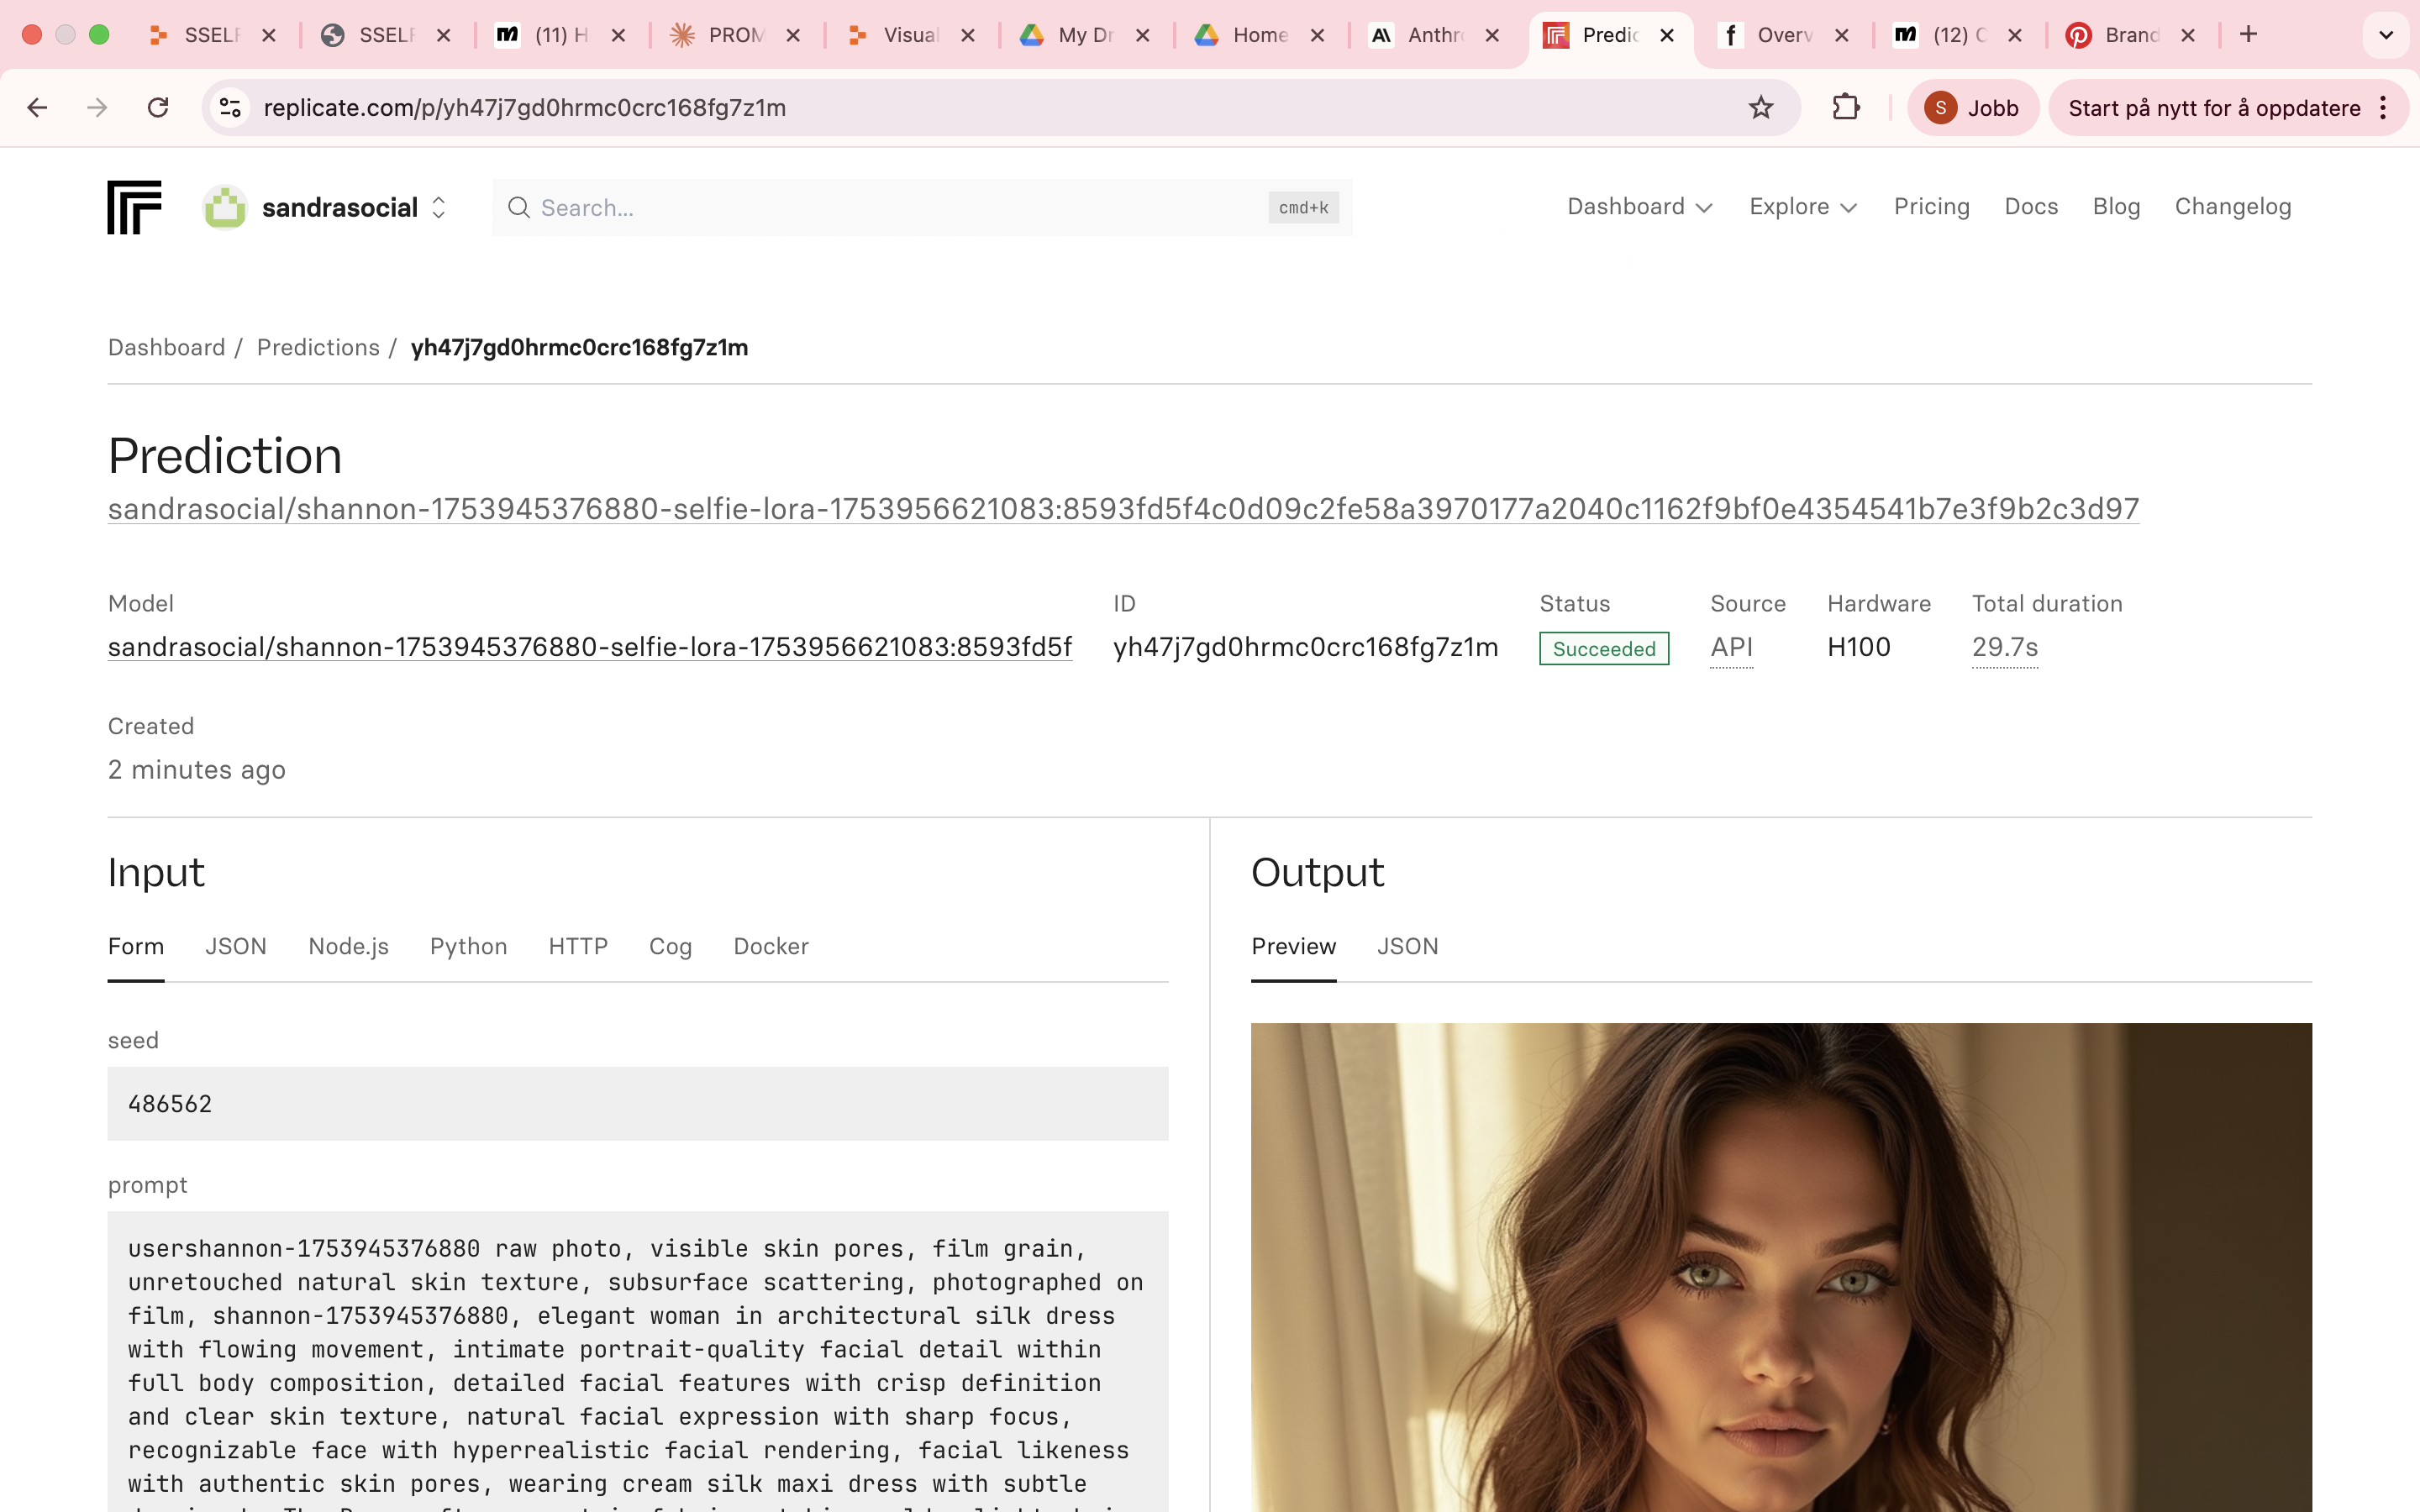 SSELF
SSELF
(11) H
PROM
Visual
My Dr
Home
Anthr
Predic
Overv
(12) C
Brand
replicate.com/p/yh47j7gd0hrmc0crc168fg7z1m
S
Jobb
Start på nytt for å oppdatere
sandrasocial
Search...
cmd+k
Dashboard
Explore
Pricing
Docs
Blog
Changelog
Dashboard / Predictions / yh47j7gd0hrmc0crc168fg7z1m
Prediction
sandrasocial/shannon-1753945376880-selfie-lora-1753956621083:8593fd5f4c0d09c2fe58a3970177a2040c1162f9bf0e4354541b7e3f9b2c3d97
Model
sandrasocial/shannon-1753945376880-selfie-lora-1753956621083:8593fd5f
ID
yh47j7gd0hrmc0crc168fg7z1m
Status
Succeeded
Source
API
Hardware
H100
Total duration
29.7s
Created
2 minutes ago
Input
Form
JSON
Node.js
Python
HTTP
Cog
Docker
seed
486562
prompt
usershannon-1753945376880 raw photo, visible skin pores, film grain,
unretouched natural skin texture, subsurface scattering, photographed on
film, shannon-1753945376880, elegant woman in architectural silk dress
with flowing movement, intimate portrait-quality facial detail within
full body composition, detailed facial features with crisp definition
and clear skin texture, natural facial expression with sharp focus,
recognizable face with hyperrealistic facial rendering, facial likeness
with authentic skin pores, wearing cream silk maxi dress with subtle
Output
Preview
JSON